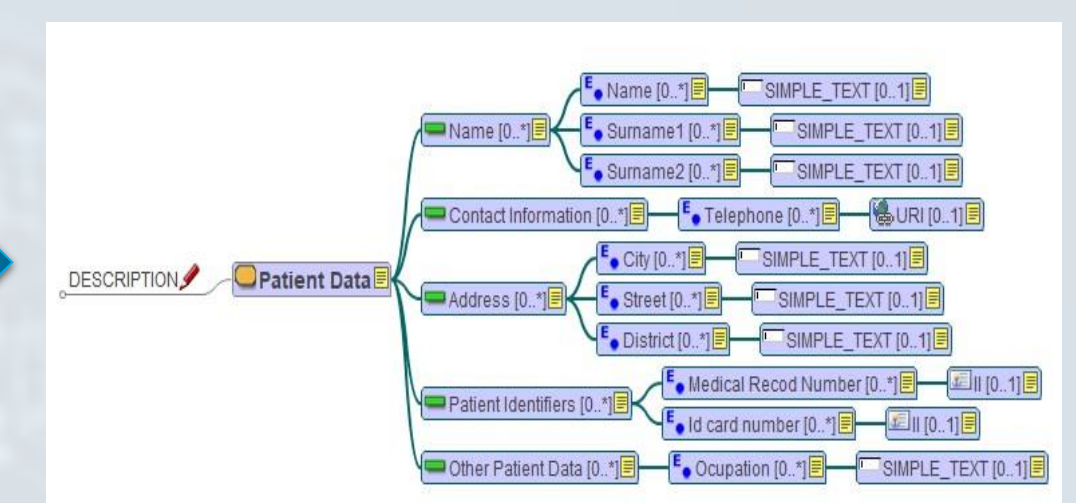 Name [0..*] SIMPLE_TEXT [0..1]
Name [0..*] Surname1 [0..*] SIMPLE_TEXT [0..1]
Surname2 [0..*] SIMPLE_TEXT [0..1]
Contact Information [0..*] Telephone [0..*] URI [0..1]
City [0..*] SIMPLE_TEXT [0..1]
DESCRIPTION Patient Data
Address [0..*] Street [0..*] SIMPLE_TEXT [0..1]
District [0..*] SIMPLE_TEXT [0..1]
Medical Recod Number [0..*] II [0..1]
Patient Identifiers [0..*]
Id card number [0..*] II [0..1]
Other Patient Data [0..*] Ocupation [0..*] SIMPLE_TEXT [0..1]